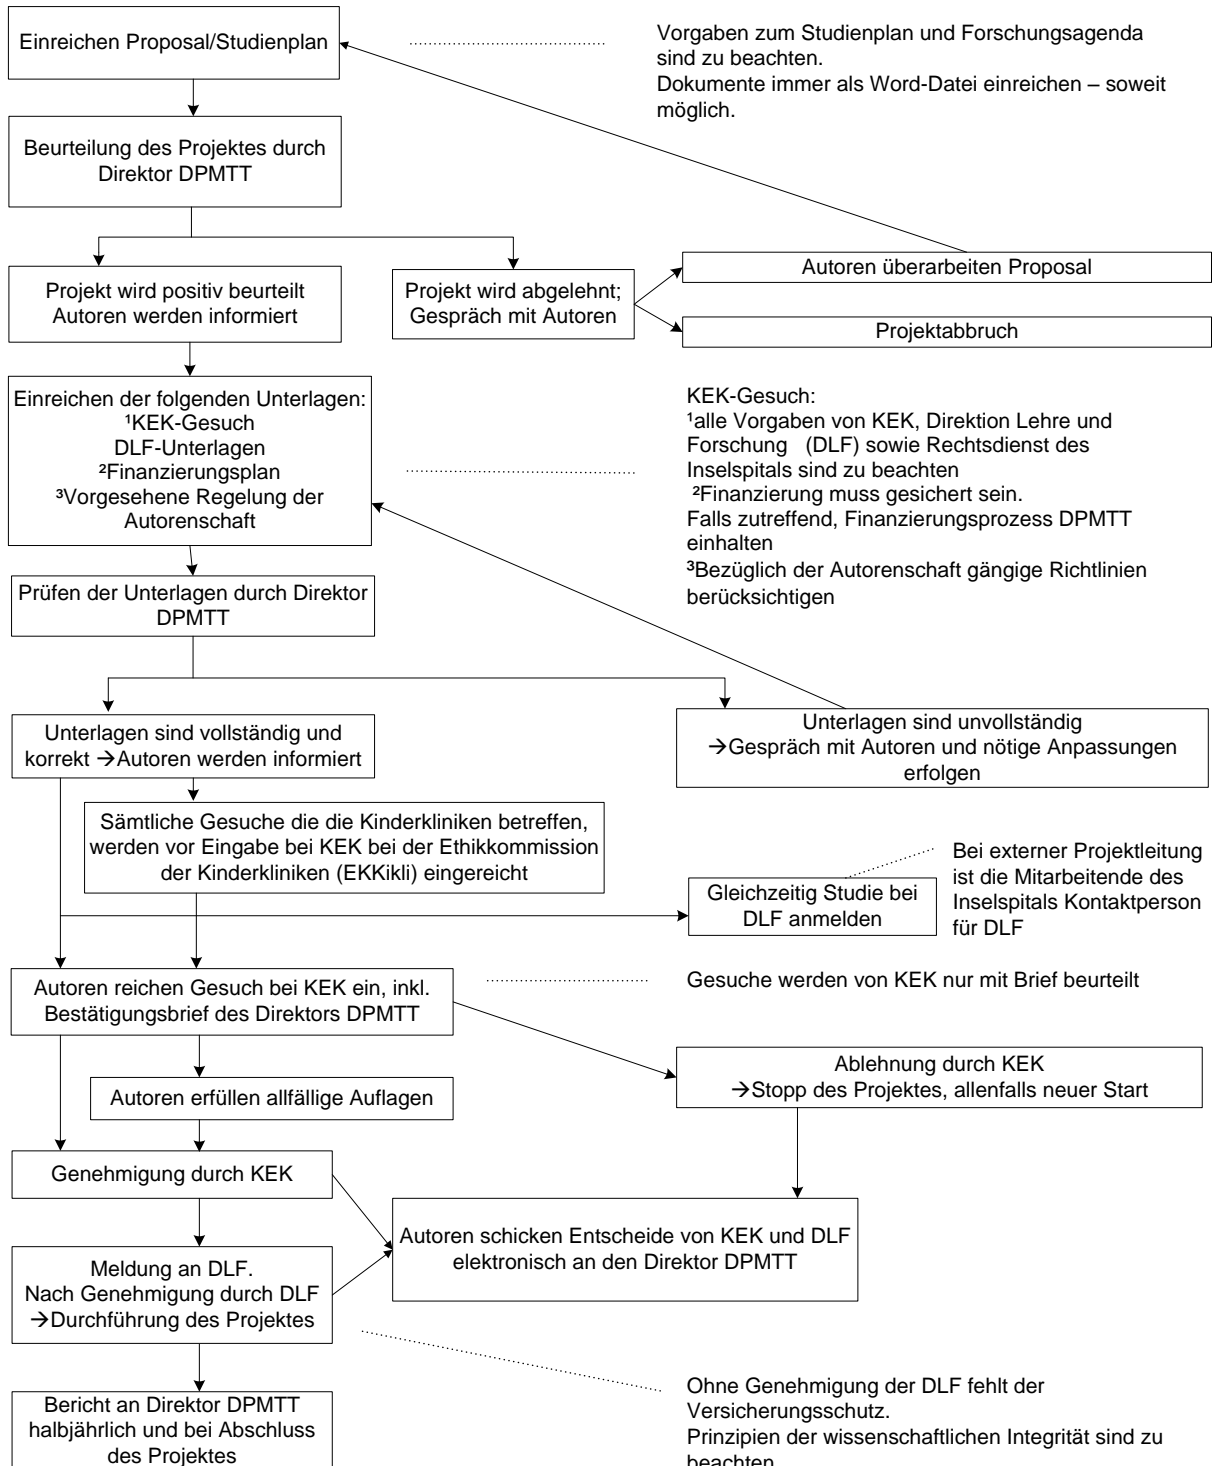 Einreichen Proposal/Studienplan
Vorgaben zum Studienplan und Forschungsagenda
sind zu beachten.
Dokumente immer als Word-Datei einreichen – soweit
möglich.
Beurteilung des Projektes durch
Direktor DPMTT
Projekt wird positiv beurteilt
Autoren werden informiert
Projekt wird abgelehnt;
Gespräch mit Autoren
Autoren überarbeiten Proposal
Projektabbruch
Einreichen der folgenden Unterlagen:
¹KEK-Gesuch
DLF-Unterlagen
²Finanzierungsplan
³Vorgesehene Regelung der
Autorenschaft
KEK-Gesuch:
¹alle Vorgaben von KEK, Direktion Lehre und
Forschung (DLF) sowie Rechtsdienst des
Inselspitals sind zu beachten
²Finanzierung muss gesichert sein.
Falls zutreffend, Finanzierungsprozess DPMTT
einhalten
³Bezüglich der Autorenschaft gängige Richtlinien
berücksichtigen
Prüfen der Unterlagen durch Direktor
DPMTT
Unterlagen sind vollständig und
korrekt →Autoren werden informiert
Unterlagen sind unvollständig
→Gespräch mit Autoren und nötige Anpassungen
erfolgen
Sämtliche Gesuche die die Kinderkliniken betreffen,
werden vor Eingabe bei KEK bei der Ethikkommission
der Kinderkliniken (EKKikli) eingereicht
Gleichzeitig Studie bei
DLF anmelden
Bei externer Projektleitung
ist die Mitarbeitende des
Inselspitals Kontaktperson
für DLF
Autoren reichen Gesuch bei KEK ein, inkl.
Bestätigungsbrief des Direktors DPMTT
Gesuche werden von KEK nur mit Brief beurteilt
Ablehnung durch KEK
→Stopp des Projektes, allenfalls neuer Start
Autoren erfüllen allfällige Auflagen
Genehmigung durch KEK
Autoren schicken Entscheide von KEK und DLF
elektronisch an den Direktor DPMTT
Meldung an DLF.
Nach Genehmigung durch DLF
→Durchführung des Projektes
Bericht an Direktor DPMTT
halbjährlich und bei Abschluss
des Projektes
Ohne Genehmigung der DLF fehlt der
Versicherungsschutz.
Prinzipien der wissenschaftlichen Integrität sind zu
beachten